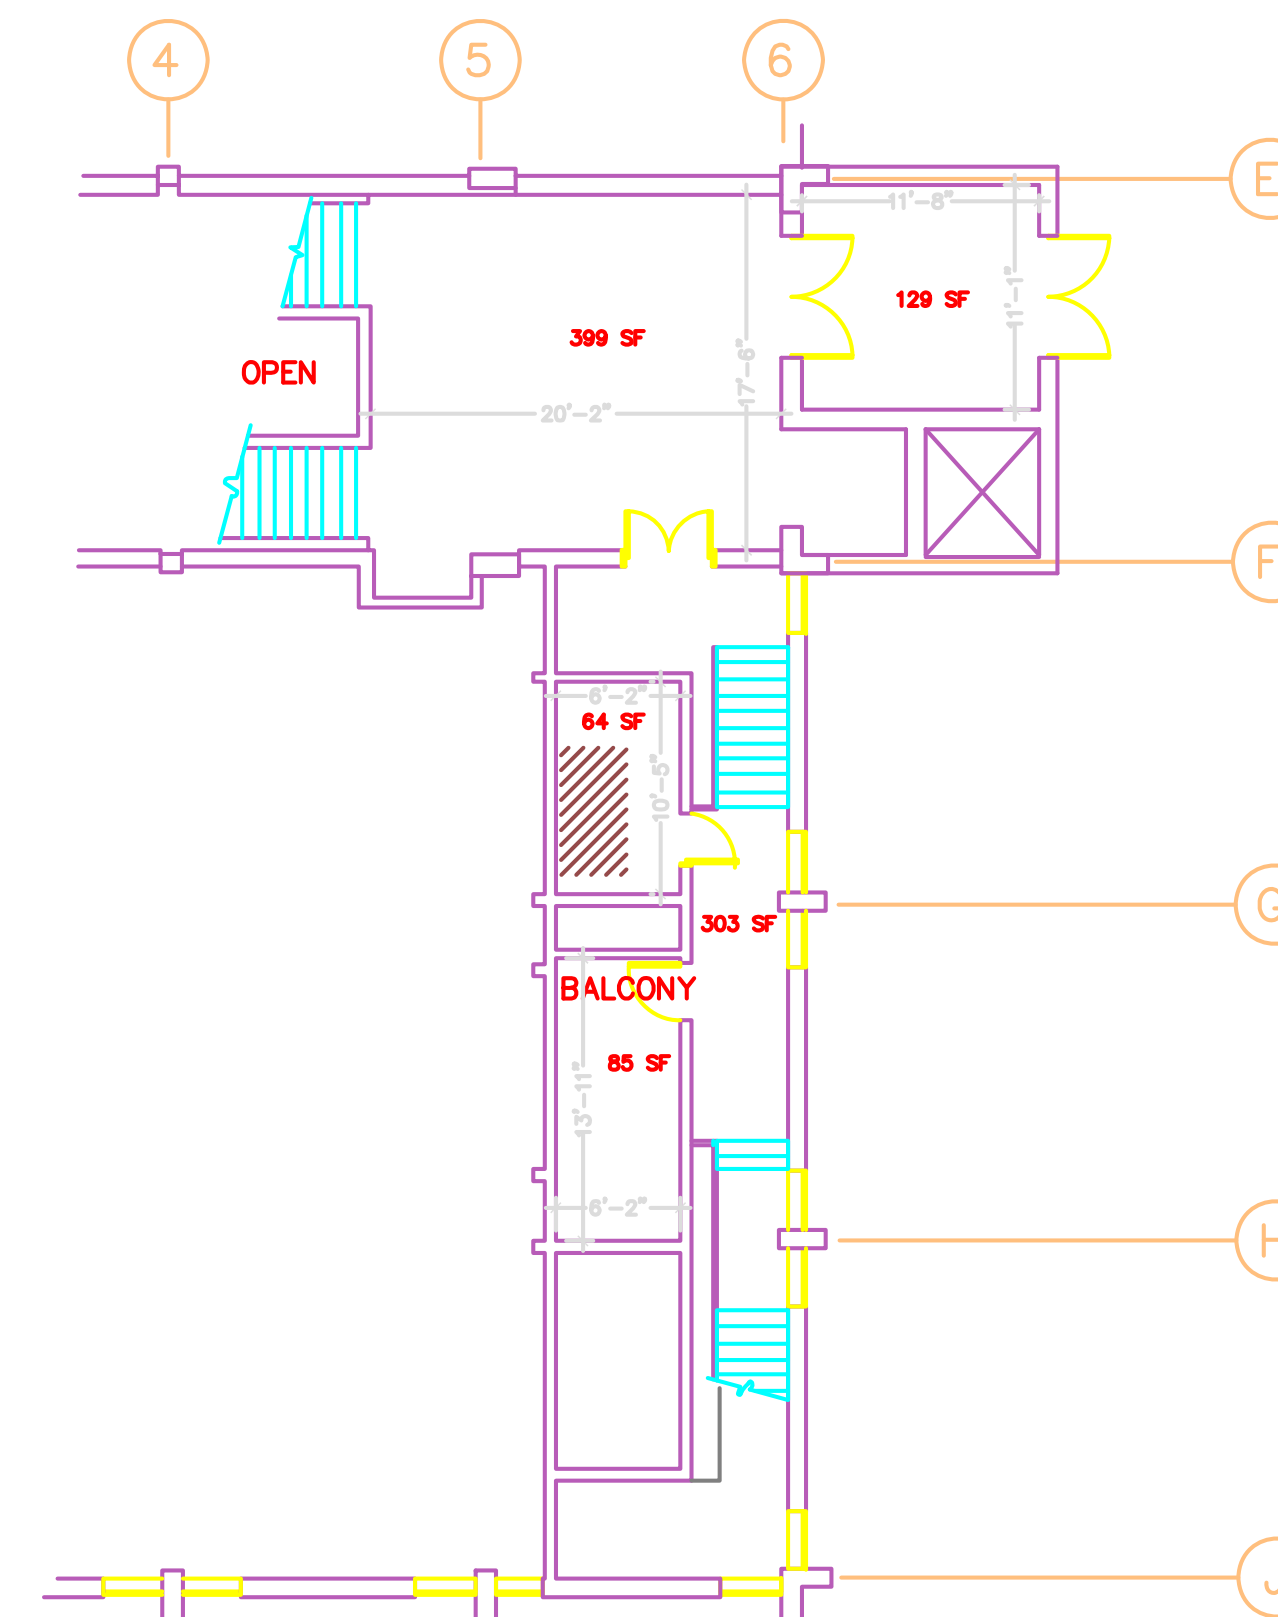 4 5 6
E
11'-8"
129 SF
11'-1"
399 SF
17'-6"
OPEN
20'-2"
F
6'-2"
64 SF
10'-5"
G
303 SF
BALCONY
85 SF
13'-11"
6'-2"
H
J